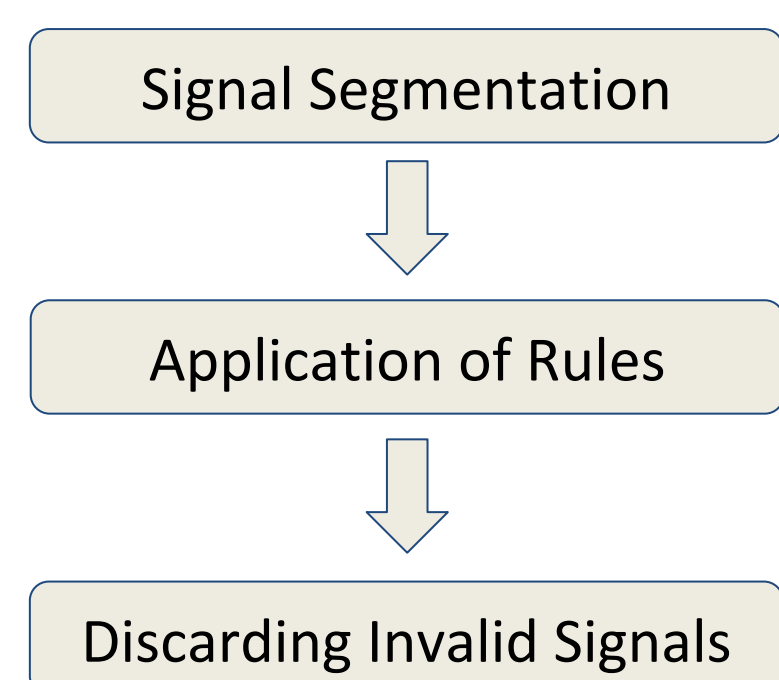 Signal Segmentation
Application of Rules
Discarding Invalid Signals